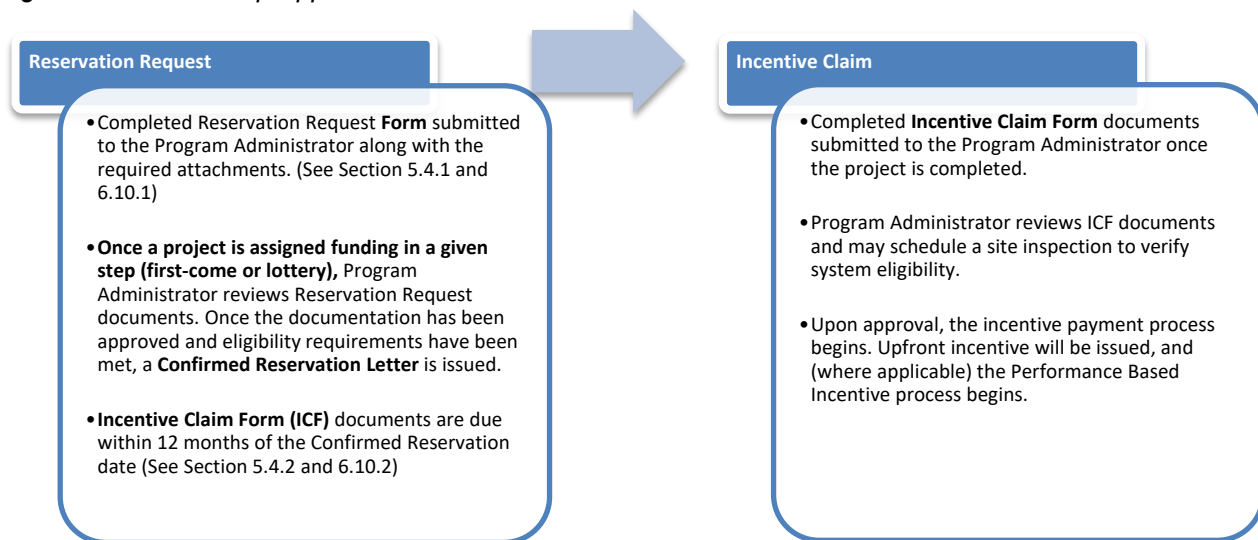 Reservation Request
•Completed Reservation Request Form submitted
to the Program Administrator along with the
required attachments. (See Section 5.4.1 and
6.10.1)
•Once a project is assigned funding in a given
step (first-come or lottery), Program
Administrator reviews Reservation Request
documents. Once the documentation has been
approved and eligibility requirements have been
met, a Confirmed Reservation Letter is issued.
•Incentive Claim Form (ICF) documents are due
within 12 months of the Confirmed Reservation
date (See Section 5.4.2 and 6.10.2)
Incentive Claim
•Completed Incentive Claim Form documents
submitted to the Program Administrator once
the project is completed.
•Program Administrator reviews ICF documents
and may schedule a site inspection to verify
system eligibility.
•Upon approval, the incentive payment process
begins. Upfront incentive will be issued, and
(where applicable) the Performance Based
Incentive process begins.